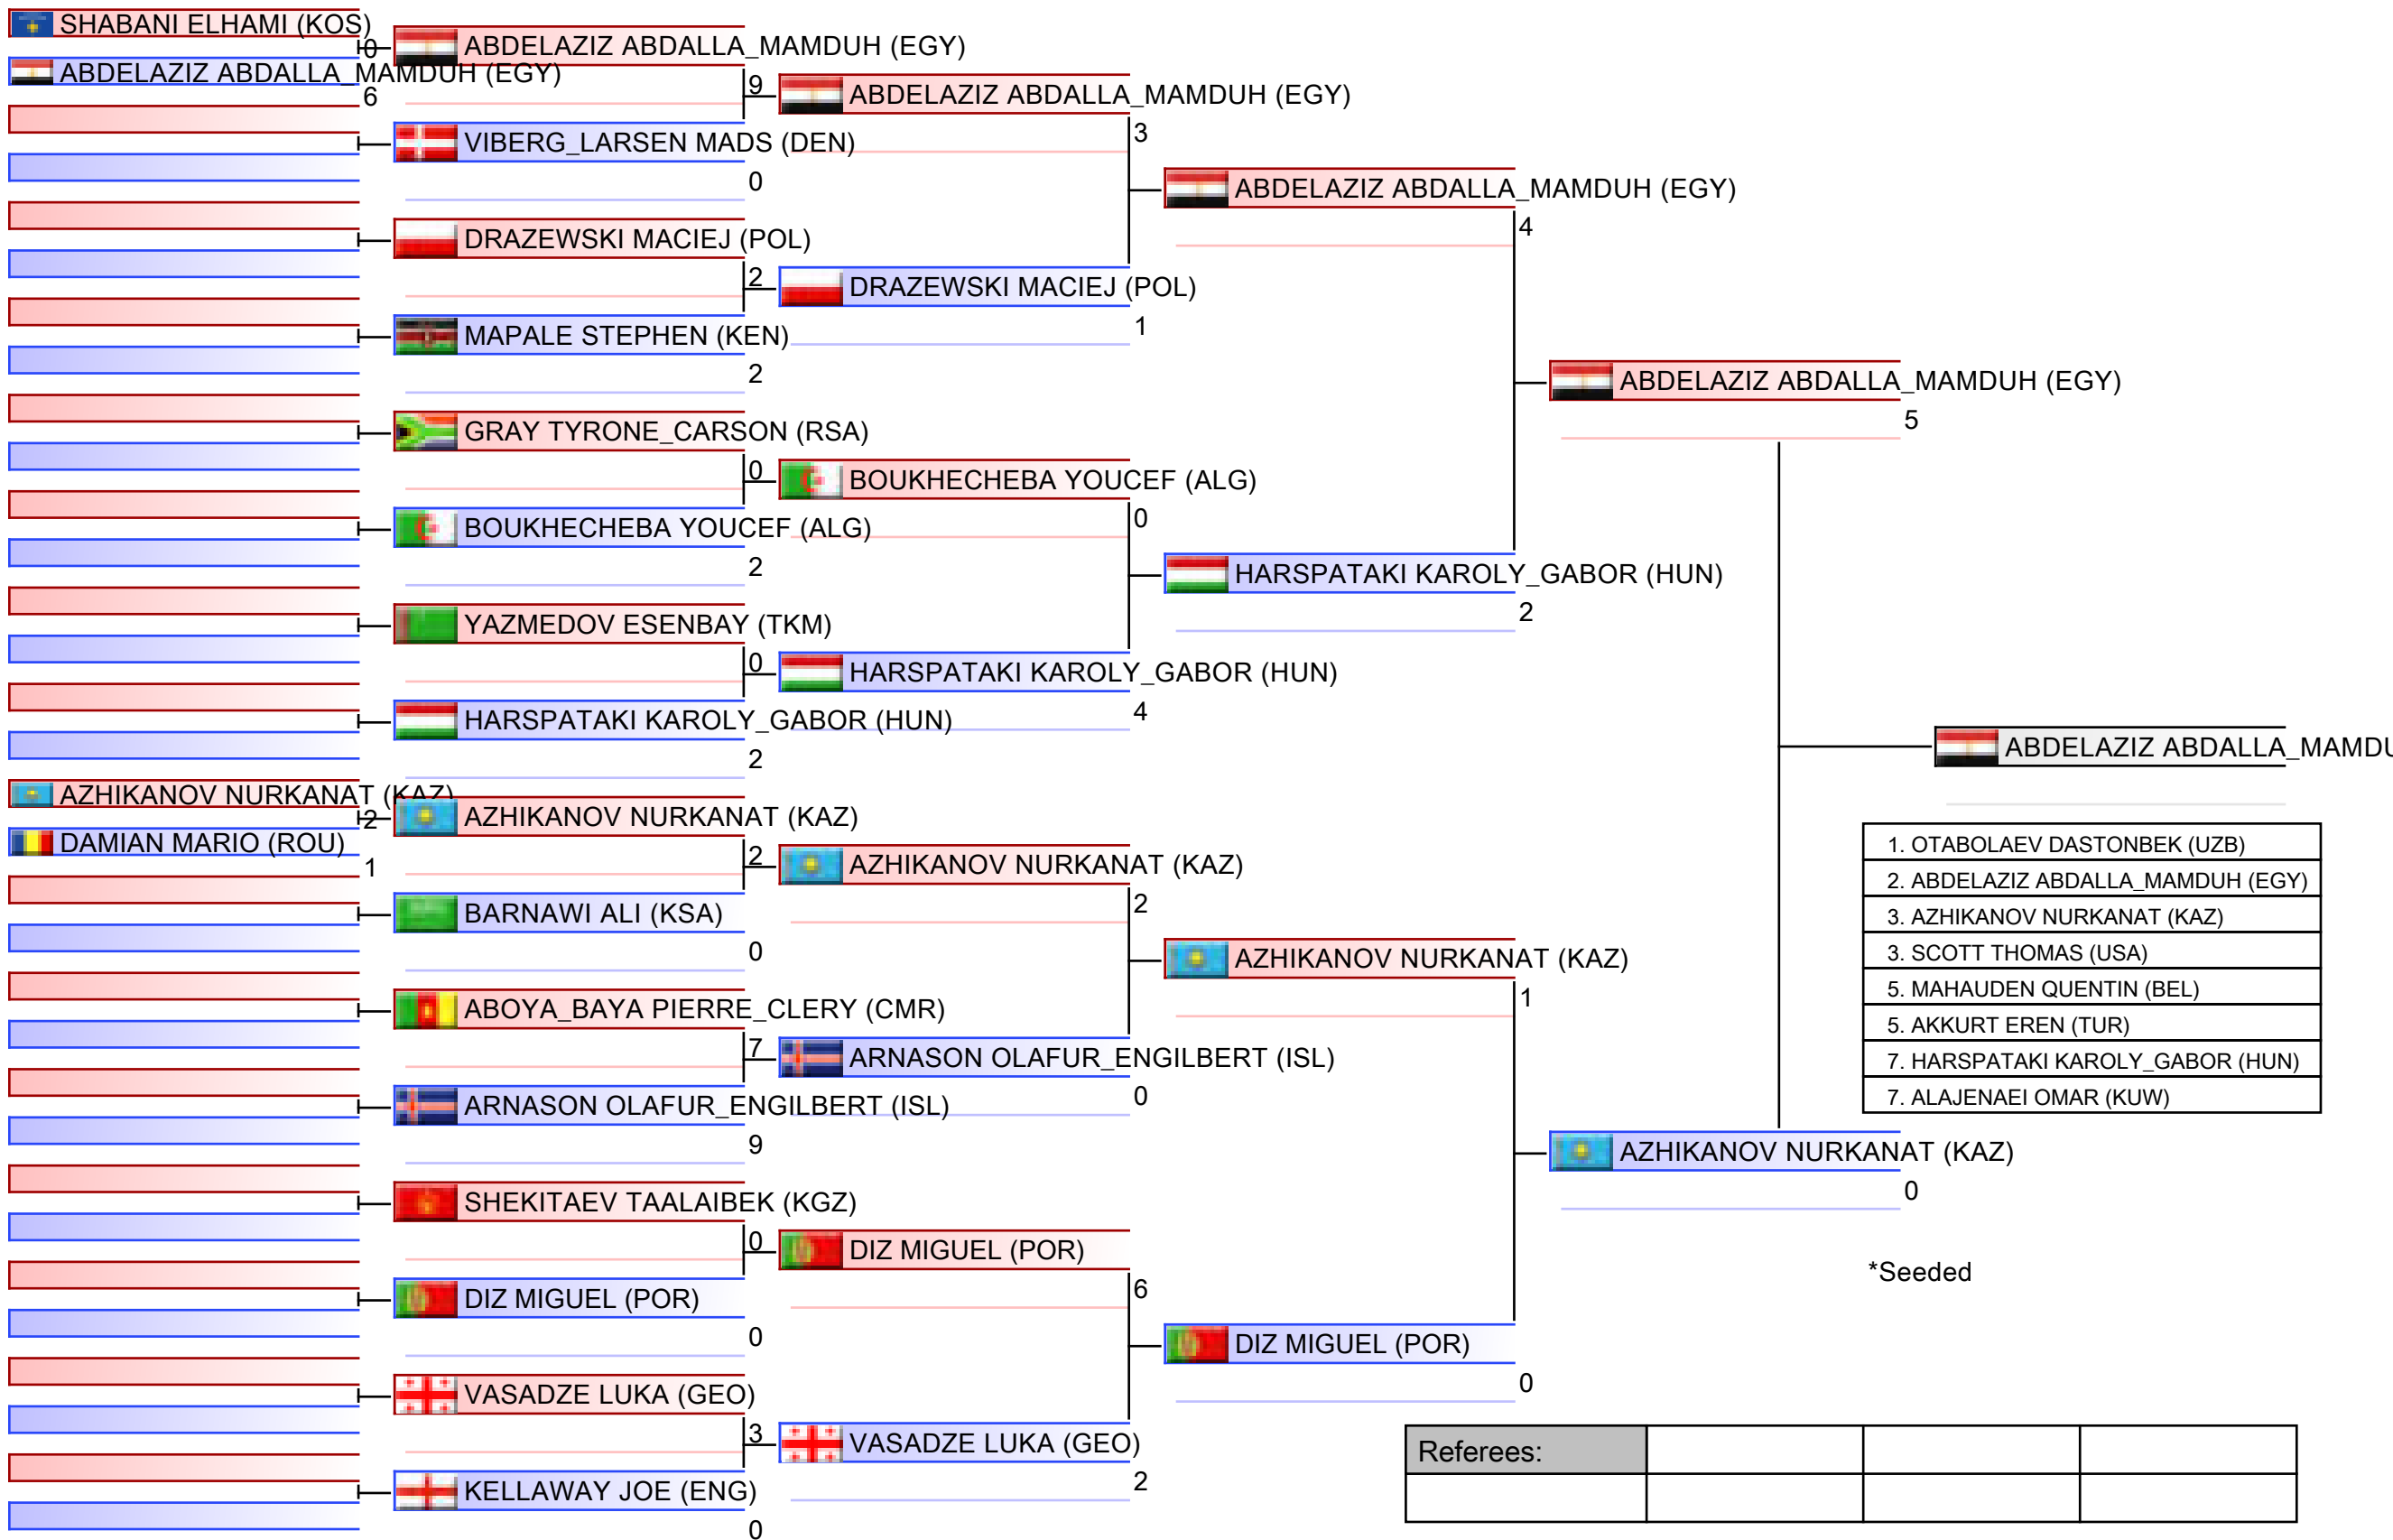 SHABANI ELHAMI (KOS)
0
ABDELAZIZ ABDALLA_MAMDUH (EGY)
6
AZHIKANOV NURKANAT (KAZ)
2
DAMIAN MARIO (ROU)
1
ABDELAZIZ ABDALLA_MAMDUH (EGY)
9
VIBERG_LARSEN MADS (DEN)
0
DRAZEWSKI MACIEJ (POL)
2
MAPALE STEPHEN (KEN)
2
GRAY TYRONE_CARSON (RSA)
0
BOUKHECHEBA YOUCEF (ALG)
2
YAZMEDOV ESENBAY (TKM)
0
HARSPATAKI KAROLY_GABOR (HUN)
2
AZHIKANOV NURKANAT (KAZ)
2
BARNAWI ALI (KSA)
0
ABOYA_BAYA PIERRE_CLERY (CMR)
7
ARNASON OLAFUR_ENGILBERT (ISL)
9
SHEKITAEV TAALAIBEK (KGZ)
0
DIZ MIGUEL (POR)
0
VASADZE LUKA (GEO)
3
KELLAWAY JOE (ENG)
0
ABDELAZIZ ABDALLA_MAMDUH (EGY)
3
DRAZEWSKI MACIEJ (POL)
1
BOUKHECHEBA YOUCEF (ALG)
0
HARSPATAKI KAROLY_GABOR (HUN)
4
AZHIKANOV NURKANAT (KAZ)
2
ARNASON OLAFUR_ENGILBERT (ISL)
0
DIZ MIGUEL (POR)
6
VASADZE LUKA (GEO)
2
ABDELAZIZ ABDALLA_MAMDUH (EGY)
4
HARSPATAKI KAROLY_GABOR (HUN)
2
AZHIKANOV NURKANAT (KAZ)
1
DIZ MIGUEL (POR)
0
ABDELAZIZ ABDALLA_MAMDUH (EGY)
5
AZHIKANOV NURKANAT (KAZ)
0
ABDELAZIZ ABDALLA_MAMDU
1. OTABOLAEV DASTONBEK (UZB)
2. ABDELAZIZ ABDALLA_MAMDUH (EGY)
3. AZHIKANOV NURKANAT (KAZ)
3. SCOTT THOMAS (USA)
5. MAHAUDEN QUENTIN (BEL)
5. AKKURT EREN (TUR)
7. HARSPATAKI KAROLY_GABOR (HUN)
7. ALAJENAEI OMAR (KUW)
*Seeded
Referees: